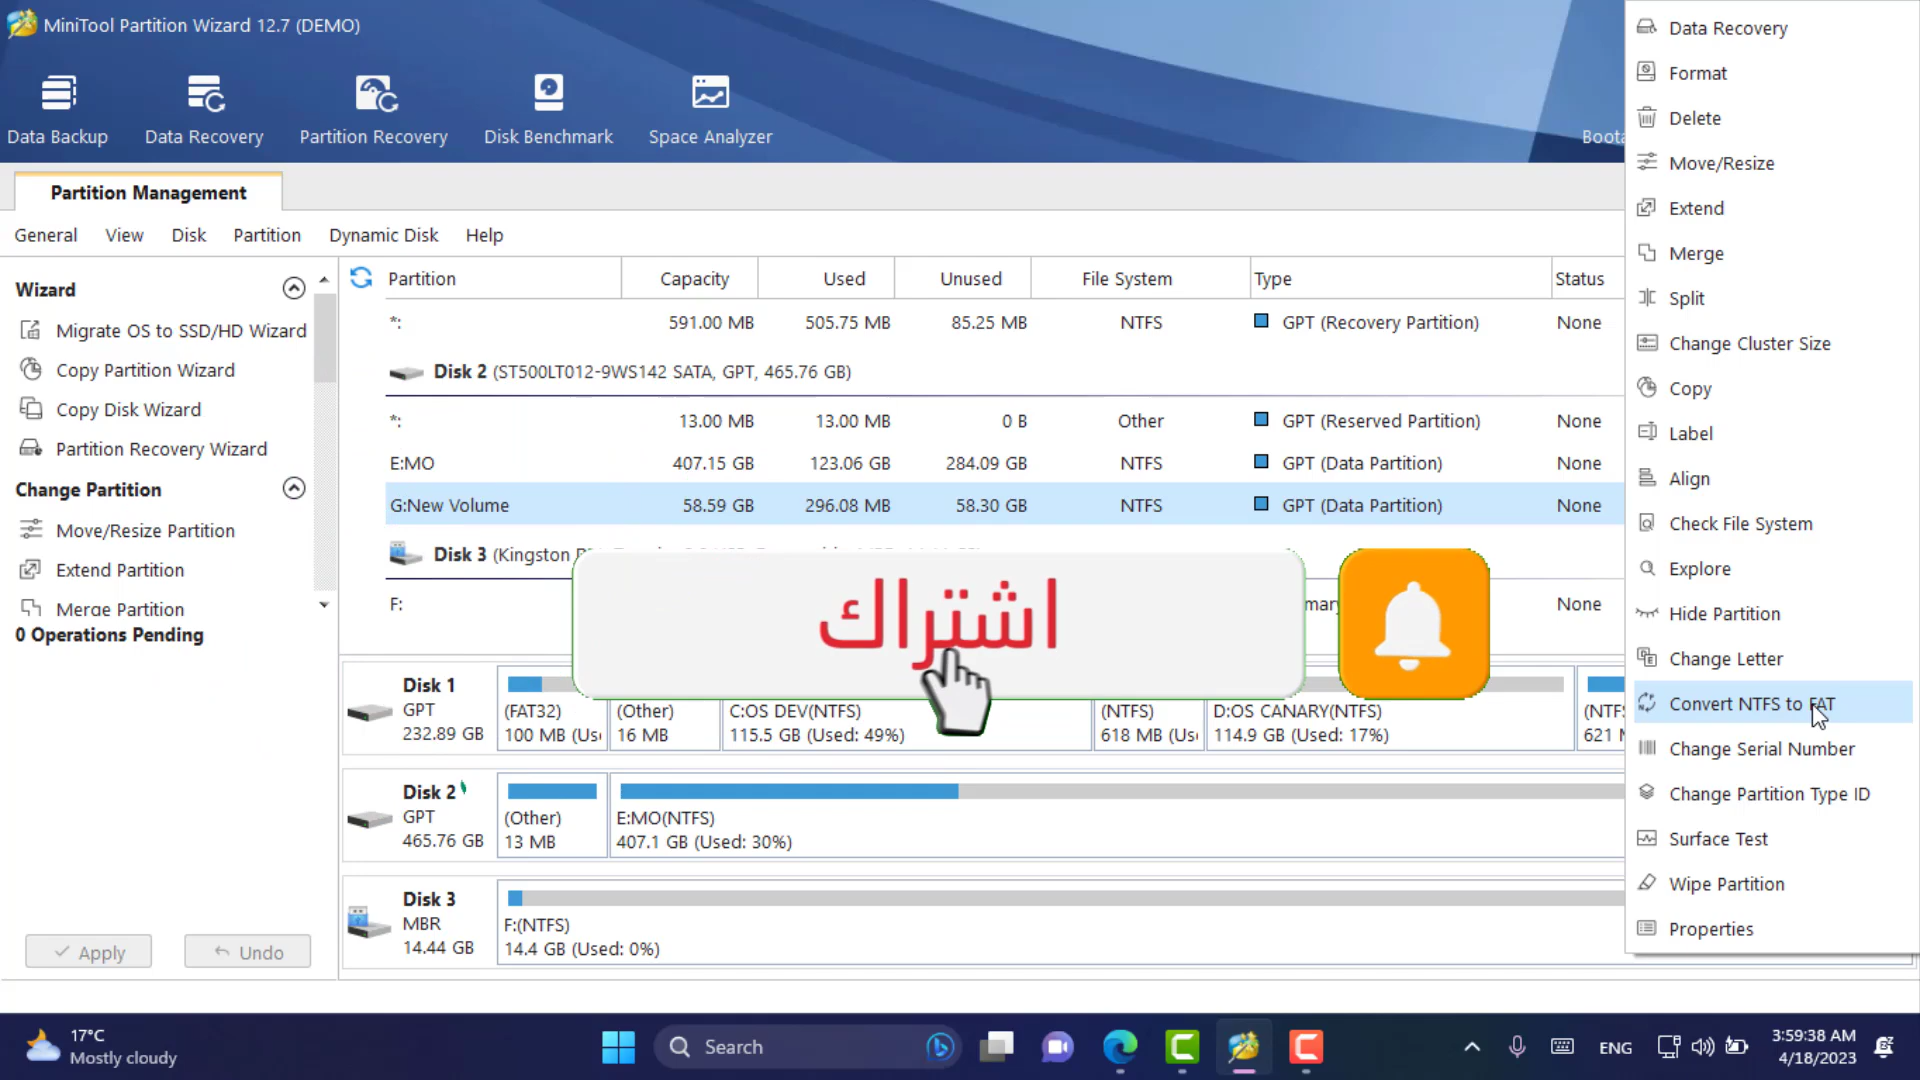 MiniTool Partition Wizard 12.7 (DEMO)
Data Backup
Data Recovery
Partition Recovery
Disk Benchmark
Space Analyzer
Partition Management
General View Disk Partition Dynamic Disk Help
Wizard
Migrate OS to SSD/HD Wizard
Copy Partition Wizard
Copy Disk Wizard
Partition Recovery Wizard
Change Partition
Move/Resize Partition
Extend Partition
Merge Partition
0 Operations Pending
Apply Undo
Partition Capacity Used Unused File System Type Status
*: 591.00 MB 505.75 MB 85.25 MB NTFS GPT (Recovery Partition) None
Disk 2 (ST500LT012-9WS142 SATA, GPT, 465.76 GB)
*: 13.00 MB 13.00 MB 0 B Other GPT (Reserved Partition) None
E:MO 407.15 GB 123.06 GB 284.09 GB NTFS GPT (Data Partition) None
G:New Volume 58.59 GB 296.08 MB 58.30 GB NTFS GPT (Data Partition) None
Disk 3 (Kingston
F: None
اشتراك
Disk 1
GPT
232.89 GB
(FAT32)
100 MB
(Other)
16 MB
C:OS DEV(NTFS)
115.5 GB (Used: 49%)
(NTFS)
618 MB
D:OS CANARY(NTFS)
114.9 GB (Used: 17%)
621
Disk 2
GPT
465.76 GB
(Other)
13 MB
E:MO(NTFS)
407.1 GB (Used: 30%)
Disk 3
MBR
14.44 GB
F:(NTFS)
14.4 GB (Used: 0%)
Data Recovery
Format
Delete
Move/Resize
Extend
Merge
Split
Change Cluster Size
Copy
Label
Align
Check File System
Explore
Hide Partition
Change Letter
Convert NTFS to FAT
Change Serial Number
Change Partition Type ID
Surface Test
Wipe Partition
Properties
17°C
Mostly cloudy
Search
ENG
3:59:38 AM
4/18/2023